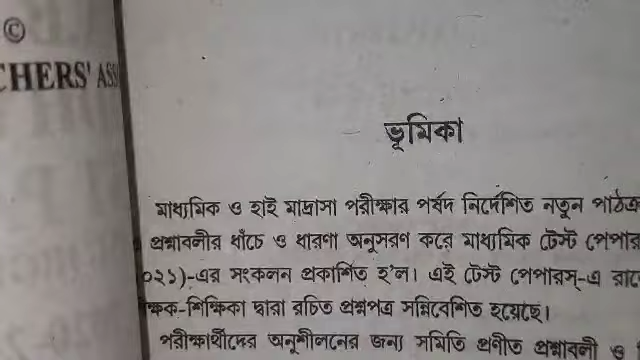 ©
CHERS' ASS
ভূমিকা
মাধ্যমিক ও হাই মাদ্রাসা পরীক্ষার পর্ষদ নির্দেশিত নতুন পাঠক্র
প্রশ্নাবলীর ধাঁচে ও ধারণা অনুসরণ করে মাধ্যমিক টেস্ট পেপার
০২১)-এর সংকলন প্রকাশিত হ'ল। এই টেস্ট পেপারস্-এ রা
ক্ষক-শিক্ষিকা দ্বারা রচিত প্রশ্নপত্র সন্নিবেশিত হয়েছে।
পরীক্ষার্থীদের অনুশীলনের জন্য সমিতি প্রণীত প্রশ্নাবলী ও